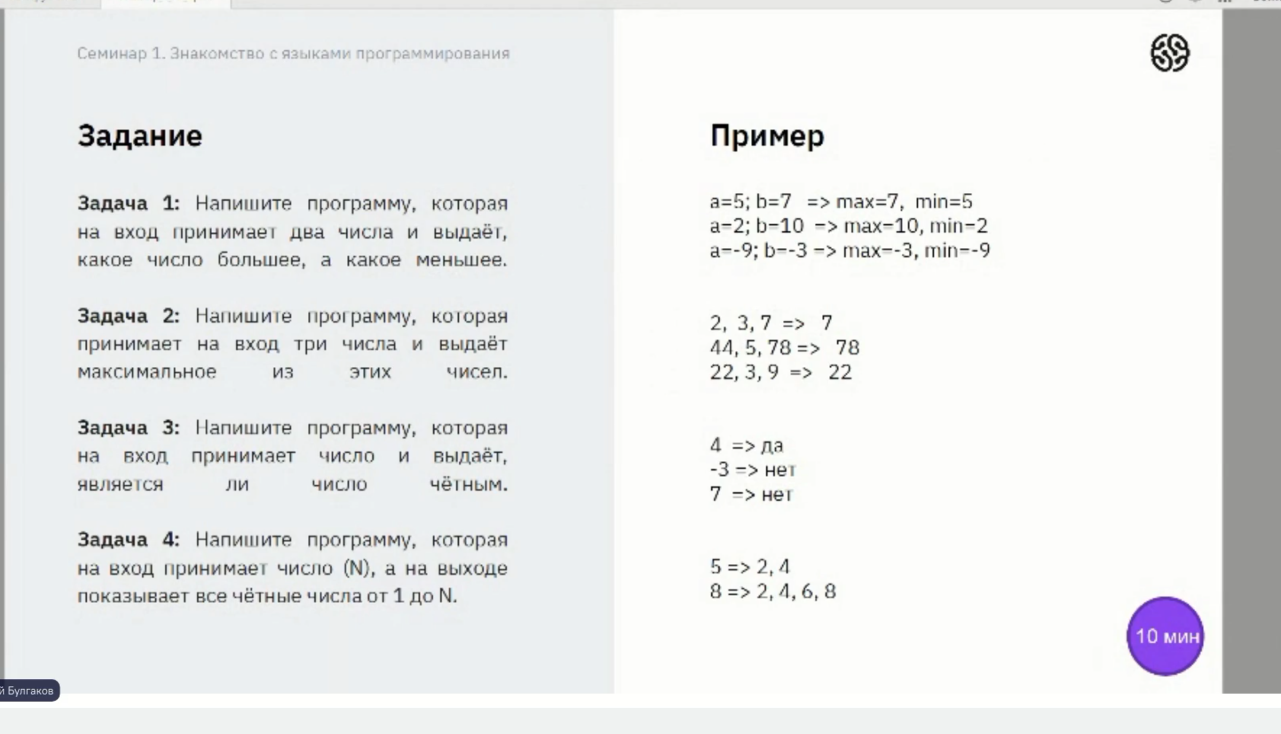 Семинар 1. Знакомство с языками программирования
Задание
Задача 1: Напишите программу, которая
на вход принимает два числа и выдаёт,
какое число большее, а какое меньшее.
Задача 2: Напишите программу, которая
принимает на вход три числа и выдаёт
максимальное из этих чисел.
Задача 3: Напишите программу, которая
на вход принимает число и выдаёт,
является ли число чётным.
Задача 4: Напишите программу, которая
на вход принимает число (N), а на выходе
показывает все чётные числа от 1 до N.
Пример
a=5; b=7 => max=7, min=5
a=2; b=10 => max=10, min=2
a=-9; b=-3 => max=-3, min=-9
2, 3, 7 => 7
44, 5, 78 => 78
22, 3, 9 => 22
4 => да
-3 => нет
7 => нет
5 => 2, 4
8 => 2, 4, 6, 8
10 мин
й Булгаков